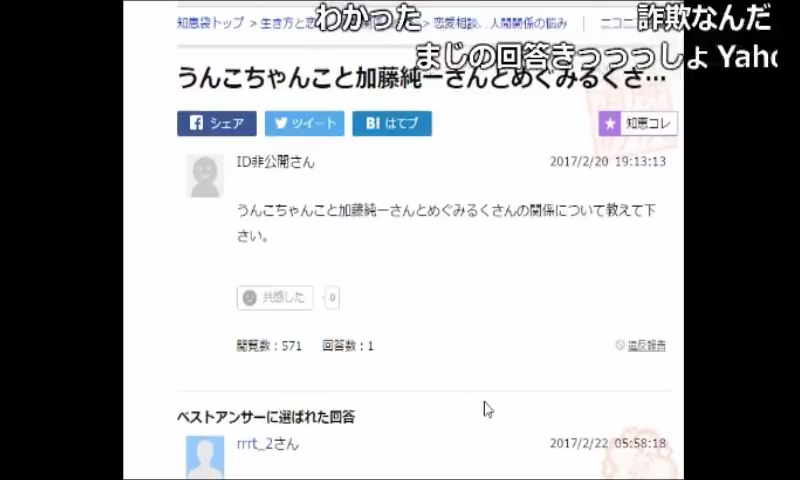 知恵袋トップ > 生き方と恋
> 恋愛相談、人間関係の悩み
ニコニコ
わかった
詐欺なんだ
まじの回答きっっっしょ
Yaho
うんこちゃんこと加藤純一さんとめぐみるくさ…
シェア
ツイート
B! はてブ
知恵コレ
ID非公開さん
2017/2/20 19:13:13
うんこちゃんこと加藤純一さんとめぐみるくさんの関係について教えて下
さい。
共感した
0
閲覧数：571 回答数：1
違反報告
ベストアンサーに選ばれた回答
rrrt_2さん
2017/2/22 05:58:18